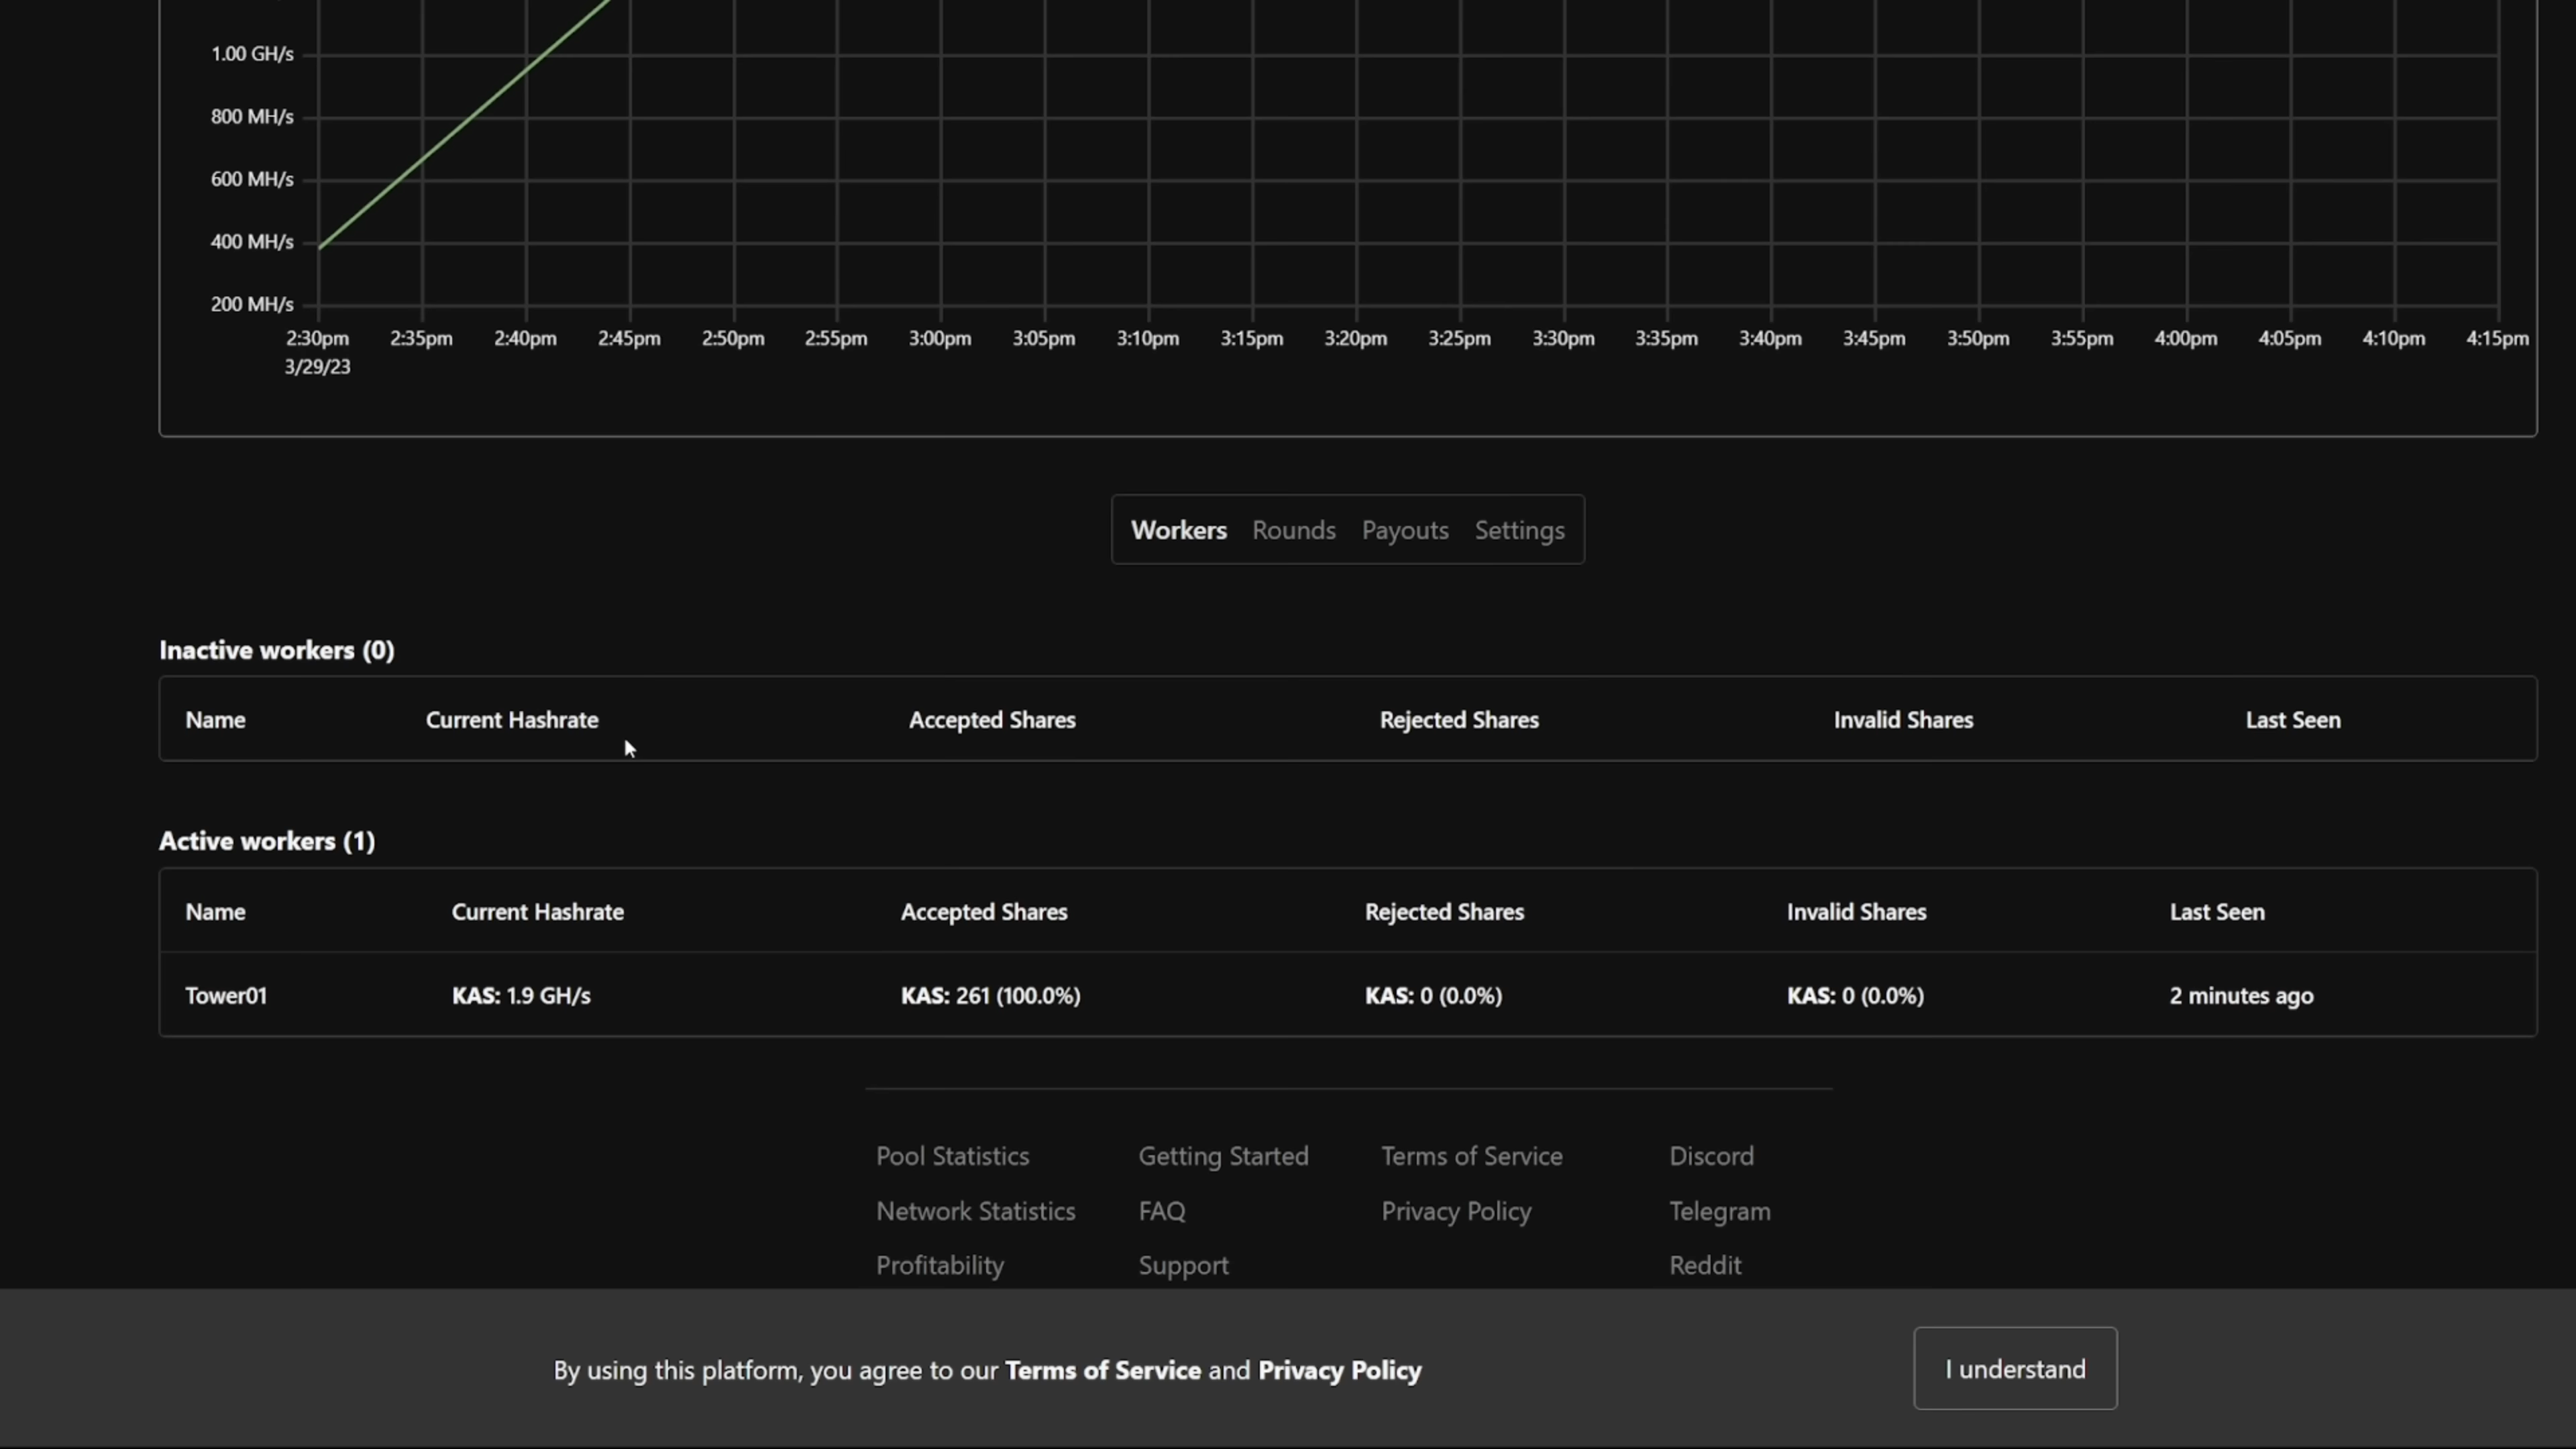 1.00 GH/s
800 MH/s
600 MH/s
400 MH/s
200 MH/s
2:30pm 2:35pm 2:40pm 2:45pm 2:50pm 2:55pm 3:00pm 3:05pm 3:10pm 3:15pm 3:20pm 3:25pm 3:30pm 3:35pm 3:40pm 3:45pm 3:50pm 3:55pm 4:00pm 4:05pm 4:10pm 4:15pm
3/29/23
Workers Rounds Payouts Settings
Inactive workers (0)
Name Current Hashrate Accepted Shares Rejected Shares Invalid Shares Last Seen
Active workers (1)
Name Current Hashrate Accepted Shares Rejected Shares Invalid Shares Last Seen
Tower01 KAS: 1.9 GH/s KAS: 261 (100.0%) KAS: 0 (0.0%) KAS: 0 (0.0%) 2 minutes ago
Pool Statistics Getting Started Terms of Service Discord
Network Statistics FAQ Privacy Policy Telegram
Profitability Support Reddit
By using this platform, you agree to our Terms of Service and Privacy Policy
I understand